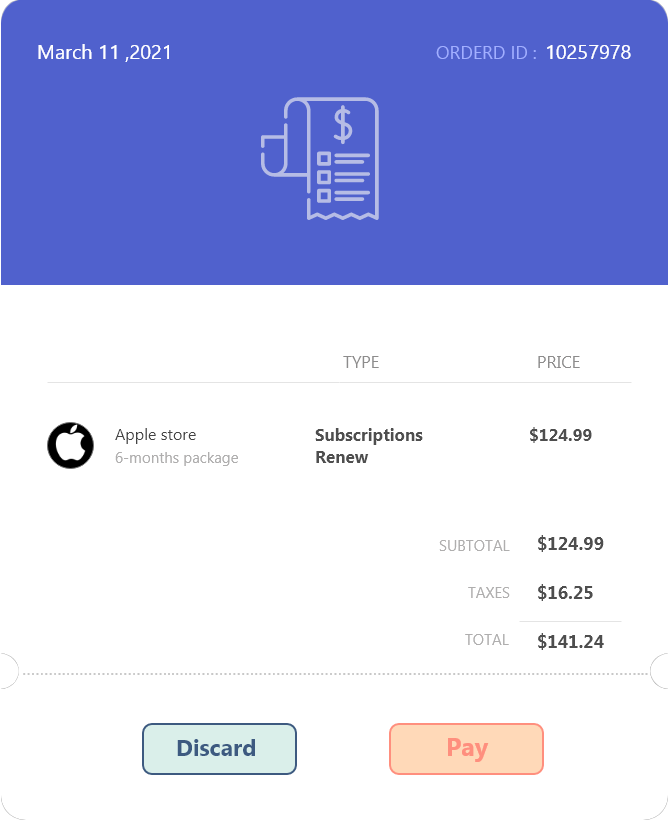 March 11 ,2021
ORDERD ID : 10257978
$
TYPE PRICE
Apple store Subscriptions $124.99
6-months package Renew
SUBTOTAL $124.99
TAXES $16.25
TOTAL $141.24
Discard Pay